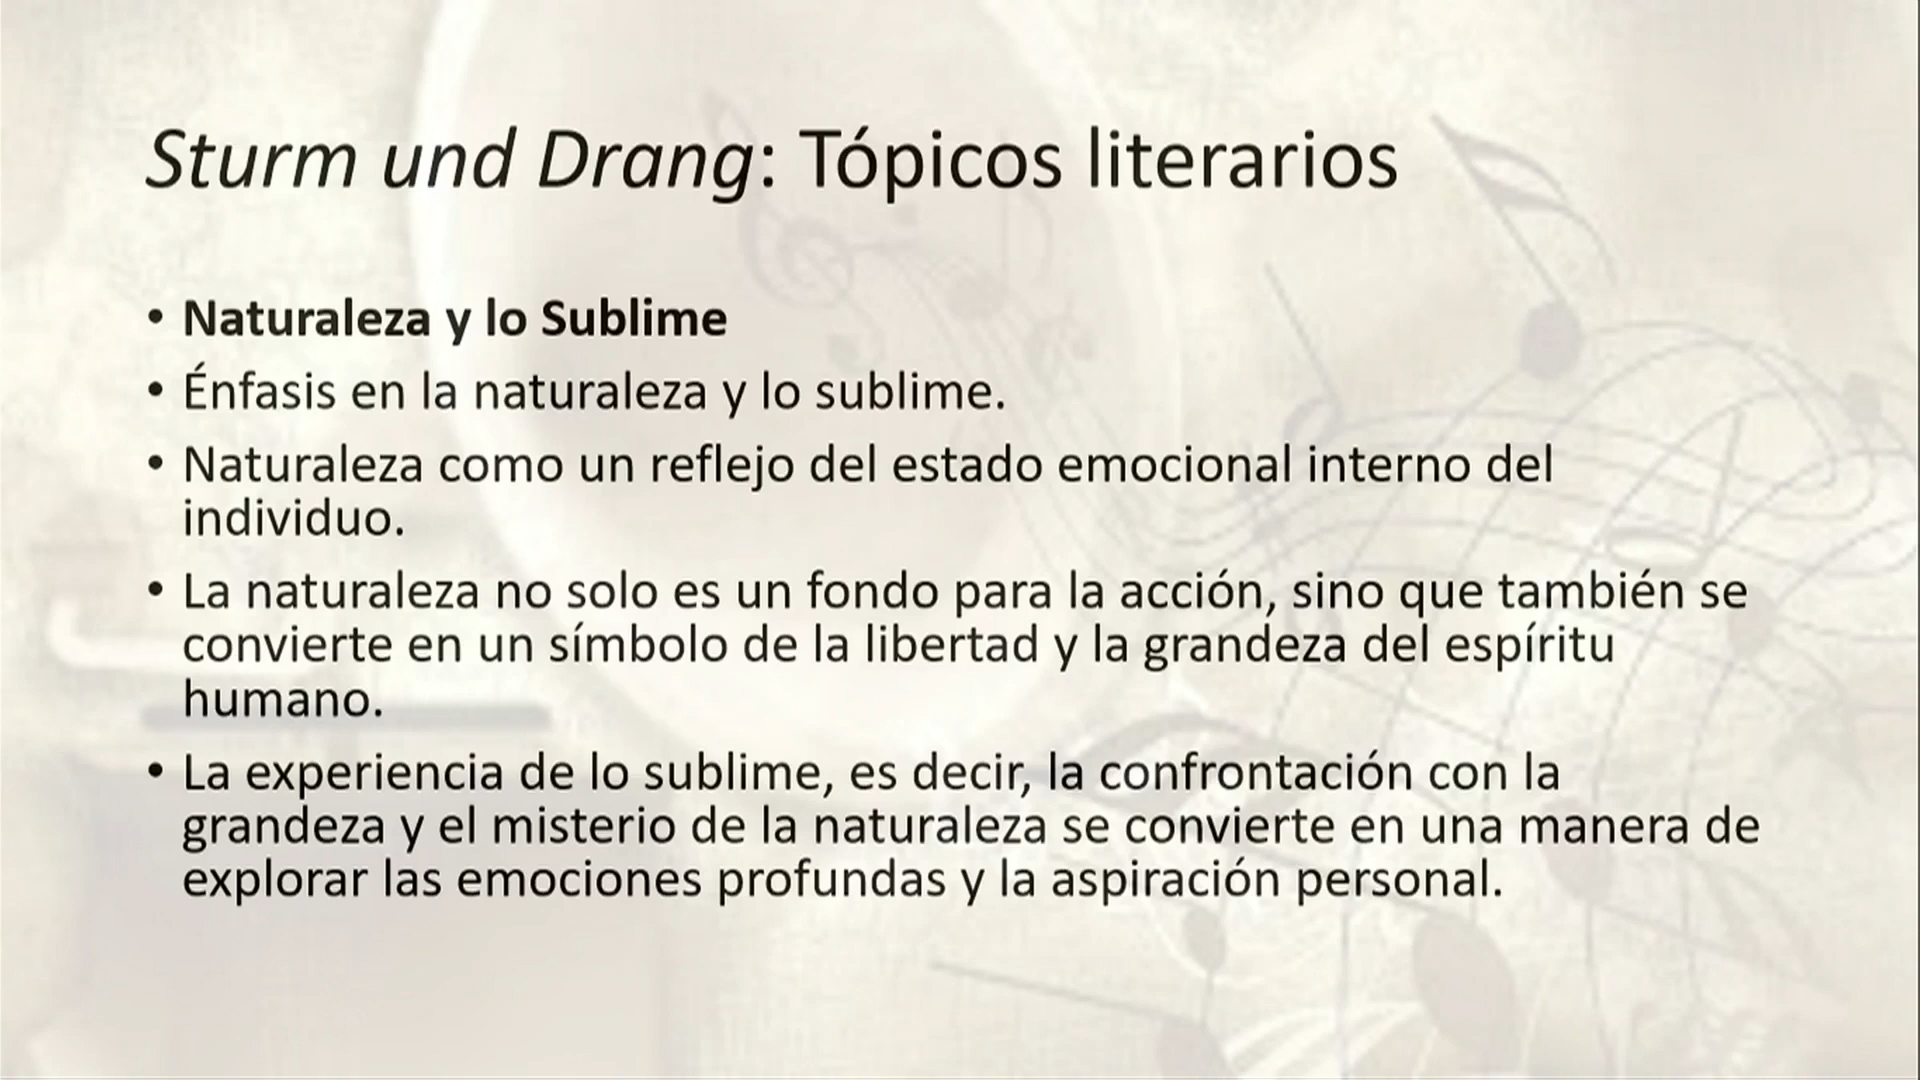 Sturm und Drang: Tópicos literarios
• Naturaleza y lo Sublime
• Énfasis en la naturaleza y lo sublime.
• Naturaleza como un reflejo del estado emocional interno del
individuo.
• La naturaleza no solo es un fondo para la acción, sino que también se
convierte en un símbolo de la libertad y la grandeza del espíritu
humano.
• La experiencia de lo sublime, es decir, la confrontación con la
grandeza y el misterio de la naturaleza se convierte en una manera de
explorar las emociones profundas y la aspiración personal.